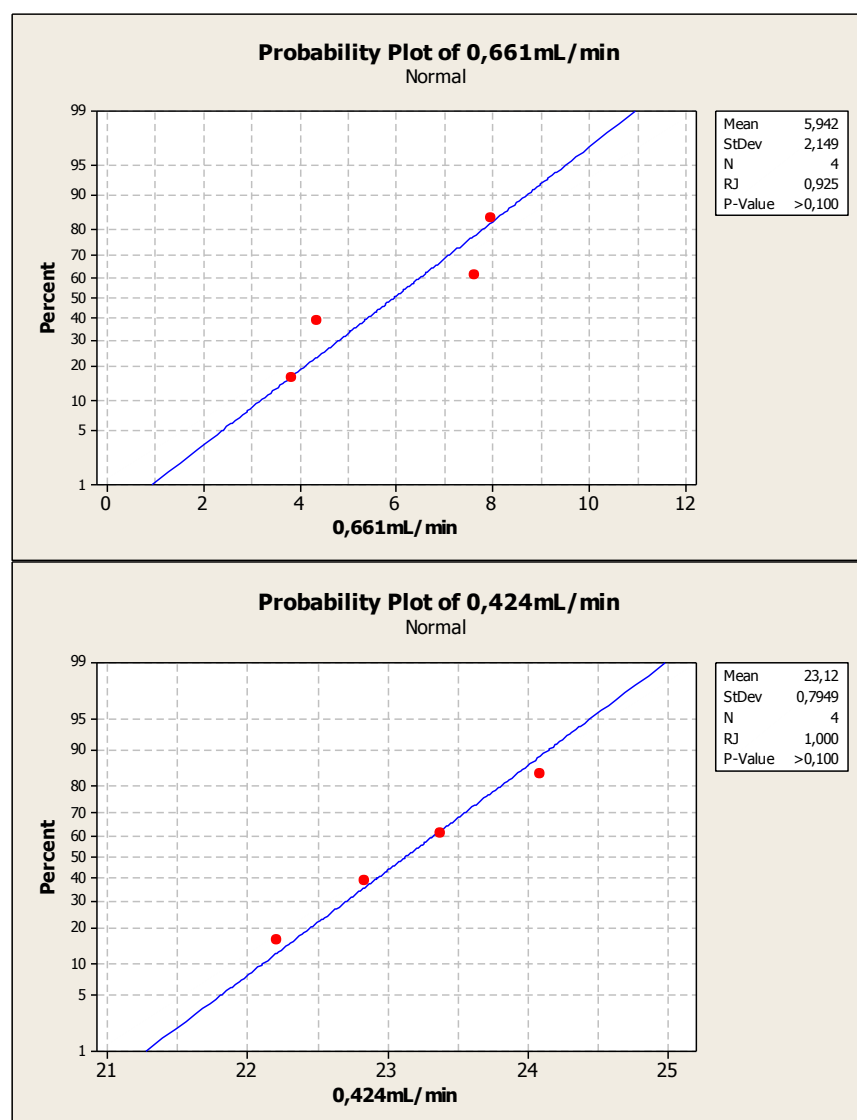 Probability Plot of 0,661mL/min
Normal
99
95
90
80
70
60
50
40
30
20
10
5
1
Percent
0 2 4 6 8 10 12
0,661mL/min
Mean 5,942
StDev 2,149
N 4
RJ 0,925
P-Value >0,100
Probability Plot of 0,424mL/min
Normal
99
95
90
80
70
60
50
40
30
20
10
5
1
Percent
21 22 23 24 25
0,424mL/min
Mean 23,12
StDev 0,7949
N 4
RJ 1,000
P-Value >0,100